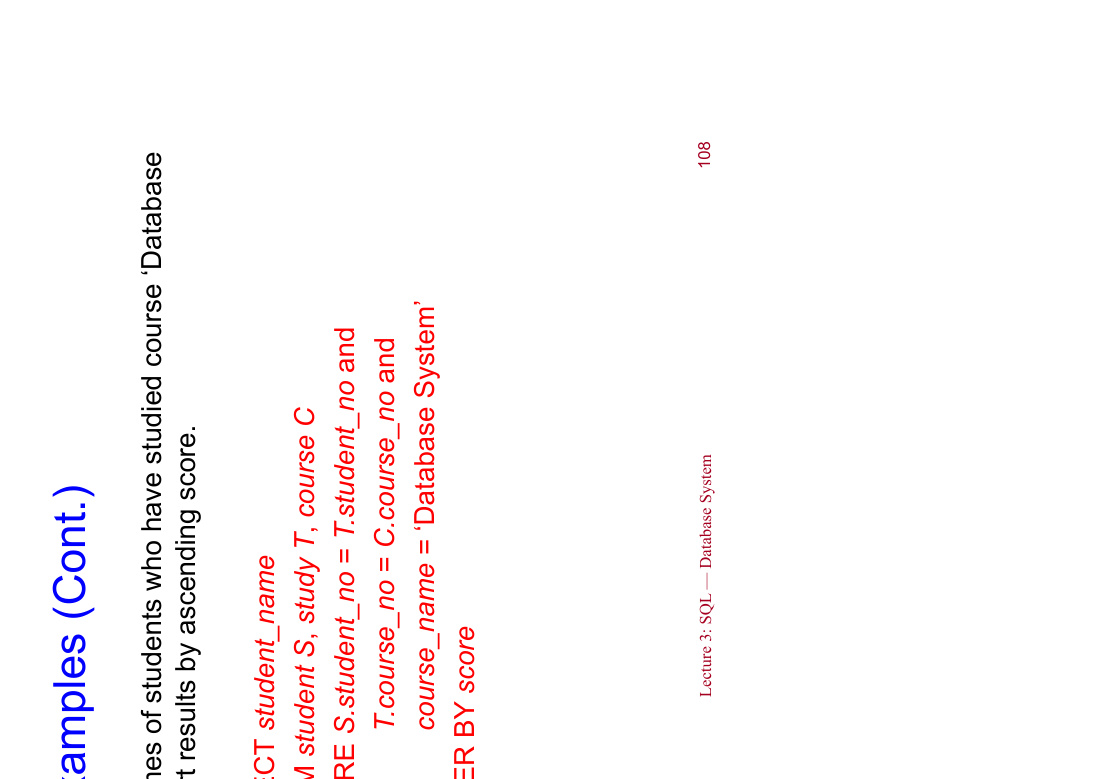 xamples (Cont.)
nes of students who have studied course ‘Database
t results by ascending score.
ECT student_name
M student S, study T, course C
RE S.student_no = T.student_no and
T.course_no = C.course_no and
course_name = ‘Database System’
ER BY score
Lecture 3: SQL — Database System
108